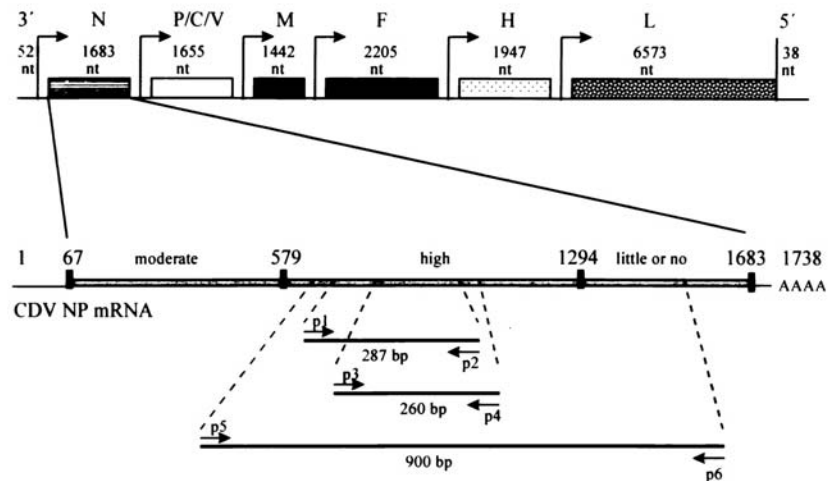 3´ N P/C/V M F H L 5´
52 nt 1683 nt 1655 nt 1442 nt 2205 nt 1947 nt 6573 nt 38 nt
1 67 moderate 579 high 1294 little or no 1683 1738
AAAA
CDV NP mRNA
p1
287 bp p2
p3
260 bp p4
p5
900 bp p6